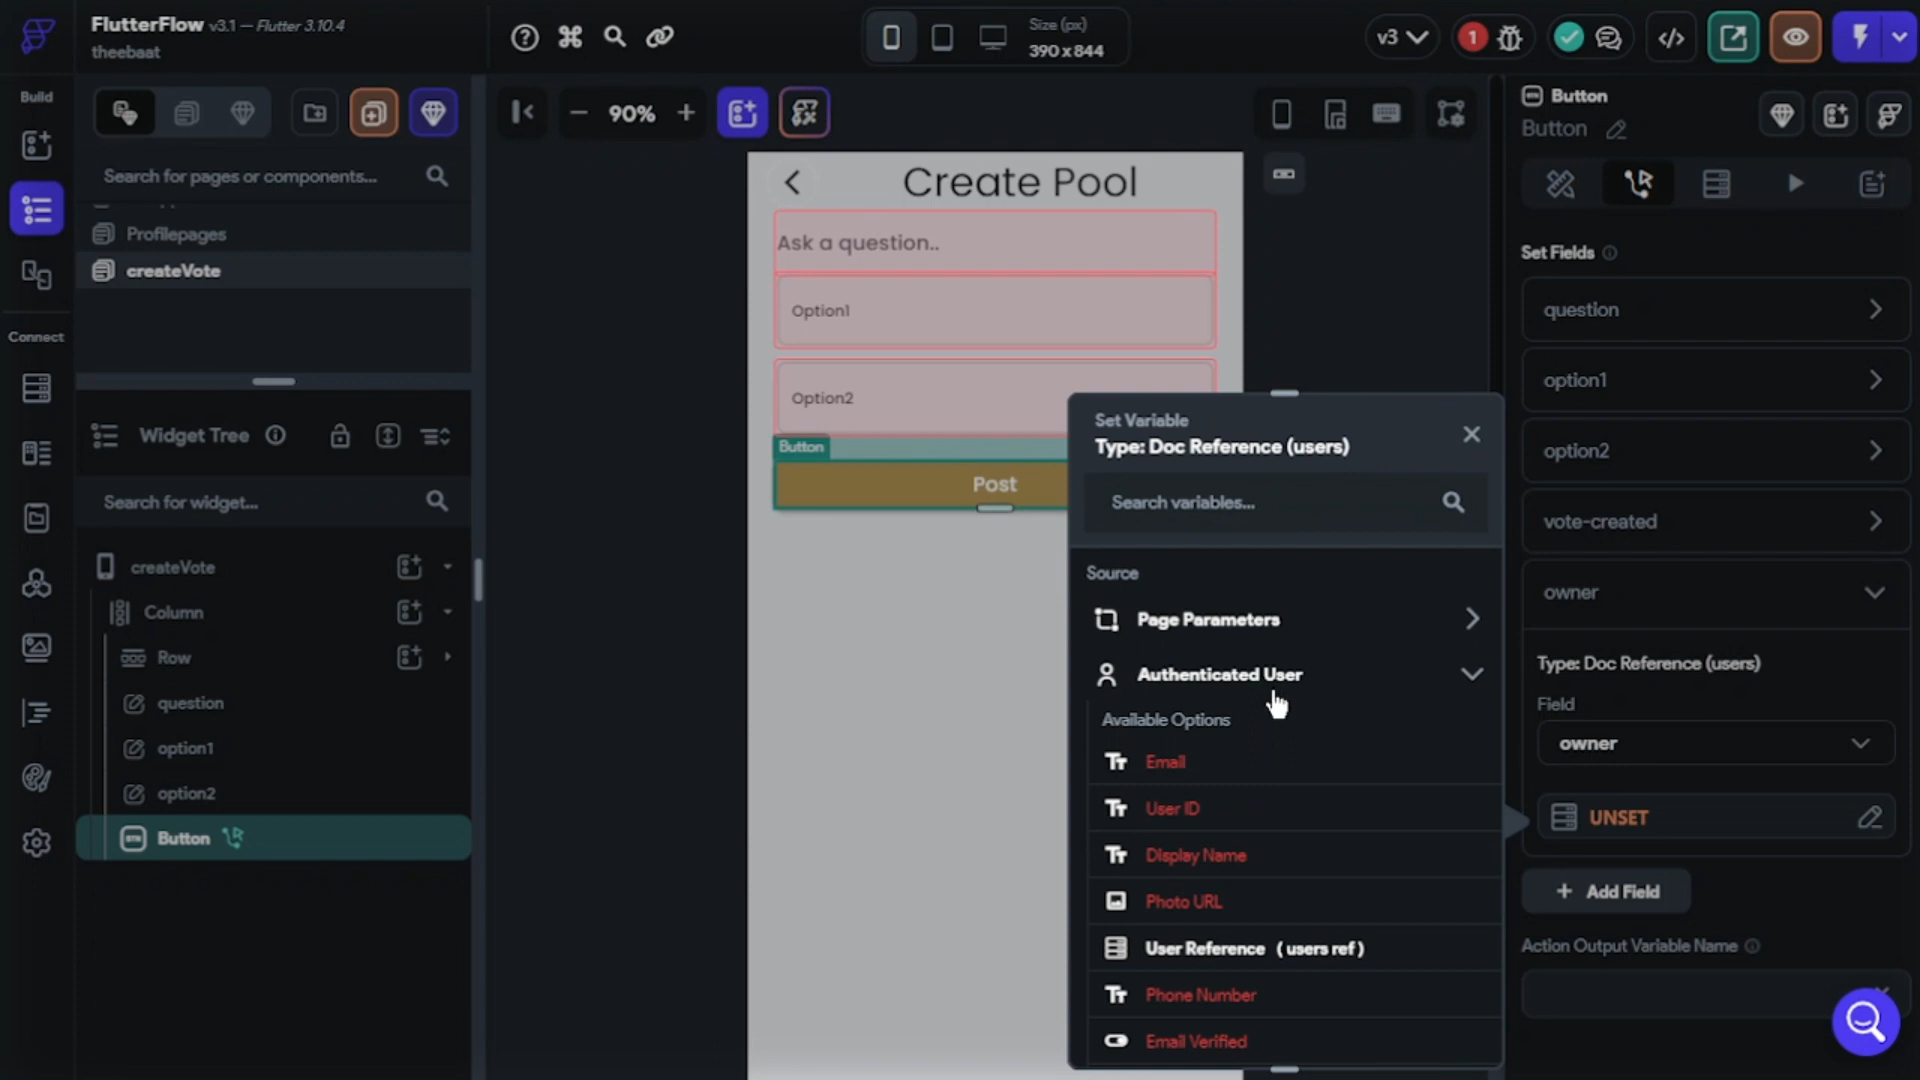 FlutterFlow v3.1 — Flutter 3.10.4
theebaat
Size (px)
390 x 844
v3
1
Build
90%
Button
Button
Search for pages or components...
Profilepages
createVote
Connect
Create Pool
Ask a question..
Option1
Option2
Button
Post
Set Fields
question
option1
option2
vote-created
owner
Type: Doc Reference (users)
Field
owner
UNSET
Add Field
Action Output Variable Name
Widget Tree
Search for widget...
createVote
Column
Row
question
option1
option2
Button
Set Variable
Type: Doc Reference (users)
Search variables...
Source
Page Parameters
Authenticated User
Available Options
Email
User ID
Display Name
Photo URL
User Reference ( users ref )
Phone Number
Email Verified